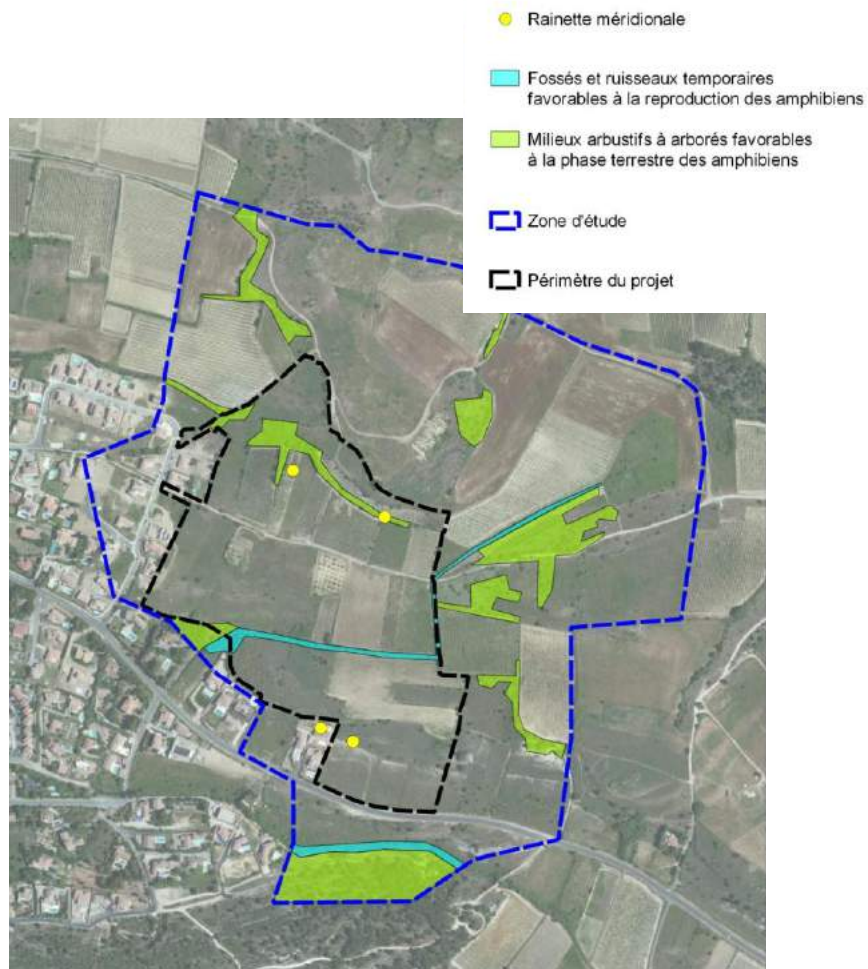 Rainette méridionale
Fossés et ruisseaux temporaires
favorables à la reproduction des amphibiens
Milieux arbustifs à arborés favorables
à la phase terrestre des amphibiens
Zone d'étude
Périmètre du projet